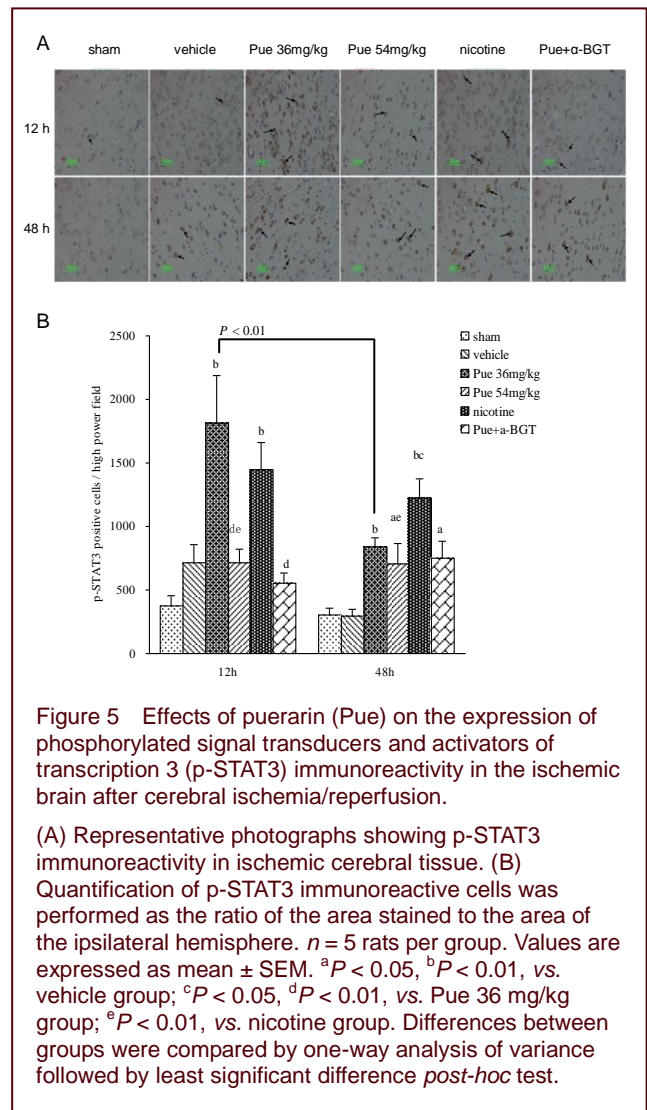 A
sham vehicle Pue 36mg/kg Pue 54mg/kg nicotine Pue+α-BGT
12 h
48 h
B
P < 0.01
2500
2000
1500
1000
500
0
p-STAT3 positive cells / high power field
b
de
b
d
b
ae
bc
a
12h 48h
sham
vehicle
Pue 36mg/kg
Pue 54mg/kg
nicotine
Pue+a-BGT
Figure 5 Effects of puerarin (Pue) on the expression of
phosphorylated signal transducers and activators of
transcription 3 (p-STAT3) immunoreactivity in the ischemic
brain after cerebral ischemia/reperfusion.
(A) Representative photographs showing p-STAT3
immunoreactivity in ischemic cerebral tissue. (B)
Quantification of p-STAT3 immunoreactive cells was
performed as the ratio of the area stained to the area of
the ipsilateral hemisphere. n = 5 rats per group. Values are
expressed as mean ± SEM. ᵃP < 0.05, ᵇP < 0.01, vs.
vehicle group; ᶜP < 0.05, ᵈP < 0.01, vs. Pue 36 mg/kg
group; ᵉP < 0.01, vs. nicotine group. Differences between
groups were compared by one-way analysis of variance
followed by least significant difference post-hoc test.